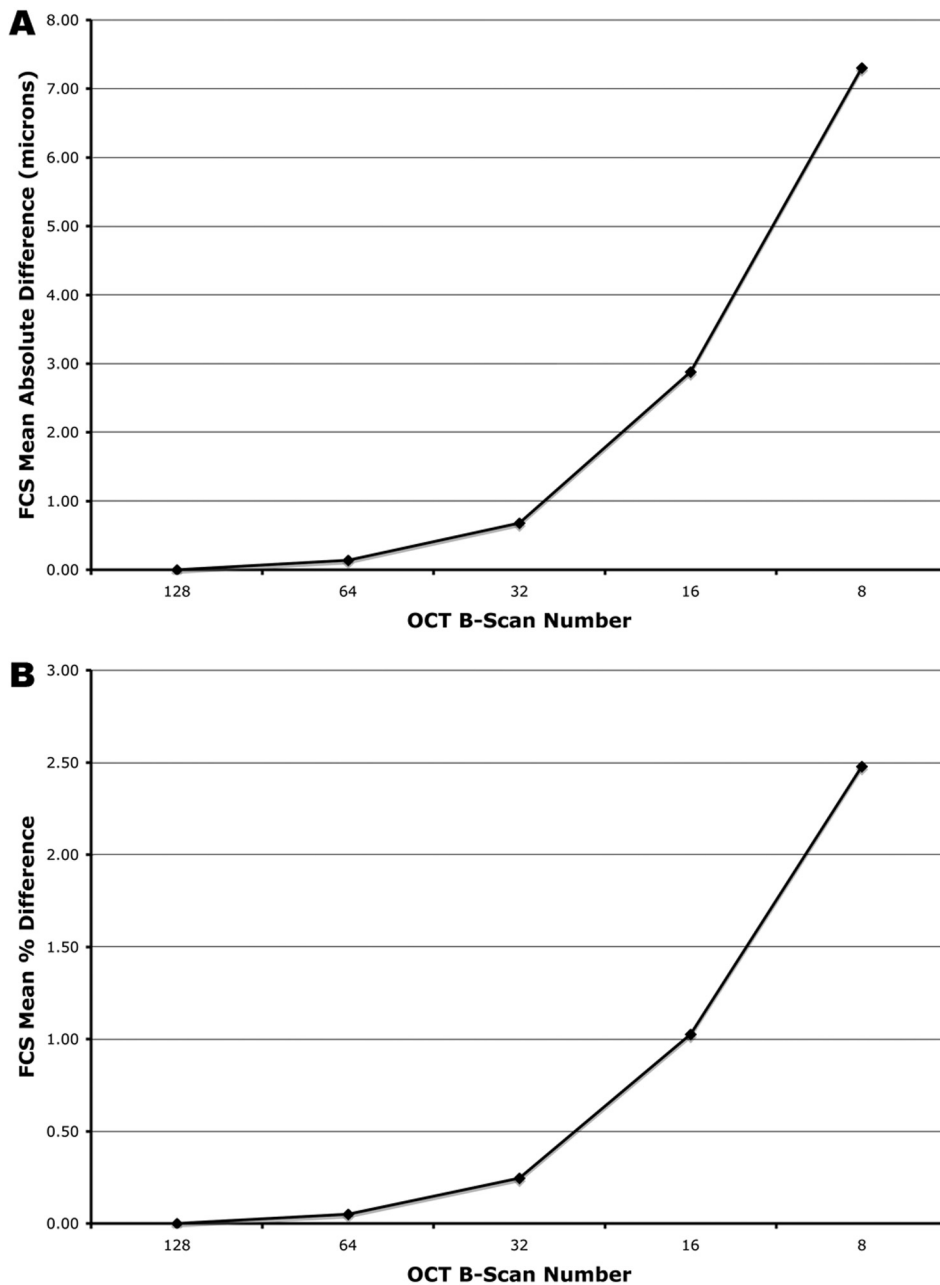 A
FCS Mean Absolute Difference (microns)
8.00
7.00
6.00
5.00
4.00
3.00
2.00
1.00
0.00
128 64 32 16 8
OCT B-Scan Number
B
FCS Mean % Difference
3.00
2.50
2.00
1.50
1.00
0.50
0.00
128 64 32 16 8
OCT B-Scan Number